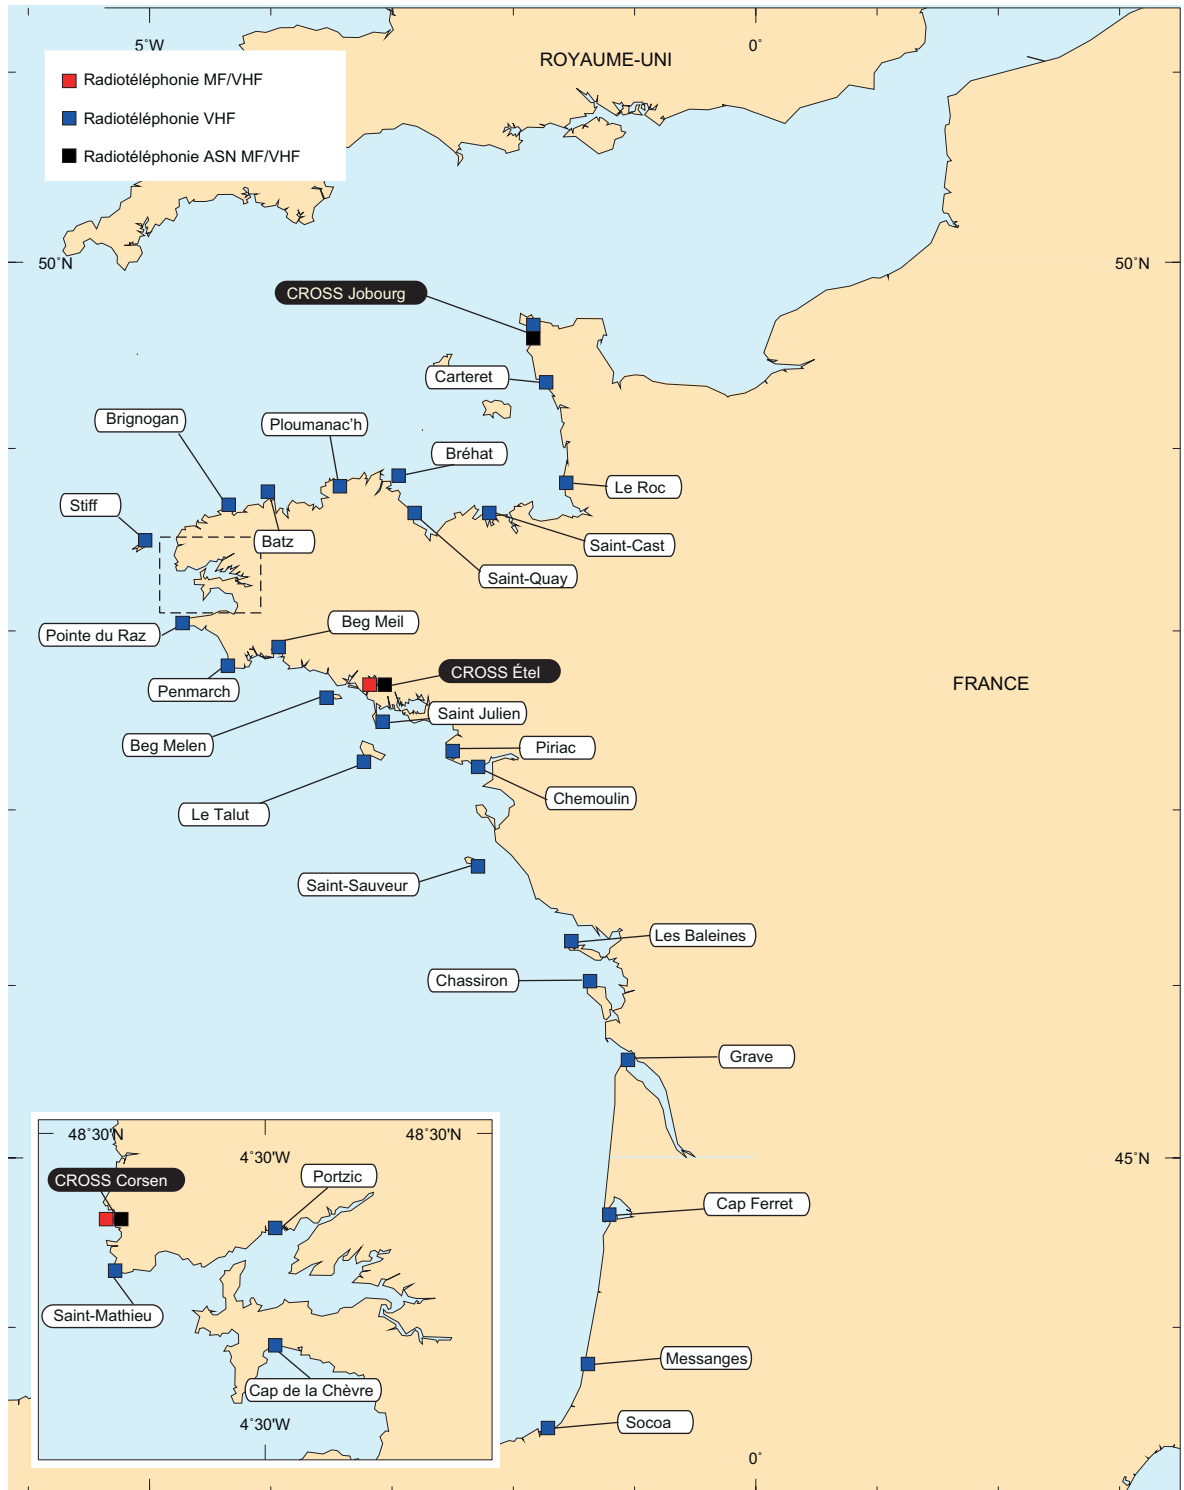 5°W
0°
ROYAUME-UNI
Radiotéléphonie MF/VHF
Radiotéléphonie VHF
Radiotéléphonie ASN MF/VHF
50°N
50°N
CROSS Jobourg
Carteret
Brignogan
Ploumanac'h
Bréhat
Le Roc
Stiff
Batz
Saint-Cast
Saint-Quay
Beg Meil
Pointe du Raz
CROSS Étel
FRANCE
Penmarch
Saint Julien
Beg Melen
Piriac
Chemoulin
Le Talut
Saint-Sauveur
Les Baleines
Chassiron
Grave
48°30'N
48°30'N
4°30'W
45°N
CROSS Corsen
Portzic
Cap Ferret
Saint-Mathieu
Messanges
Cap de la Chèvre
4°30'W
Socoa
0°